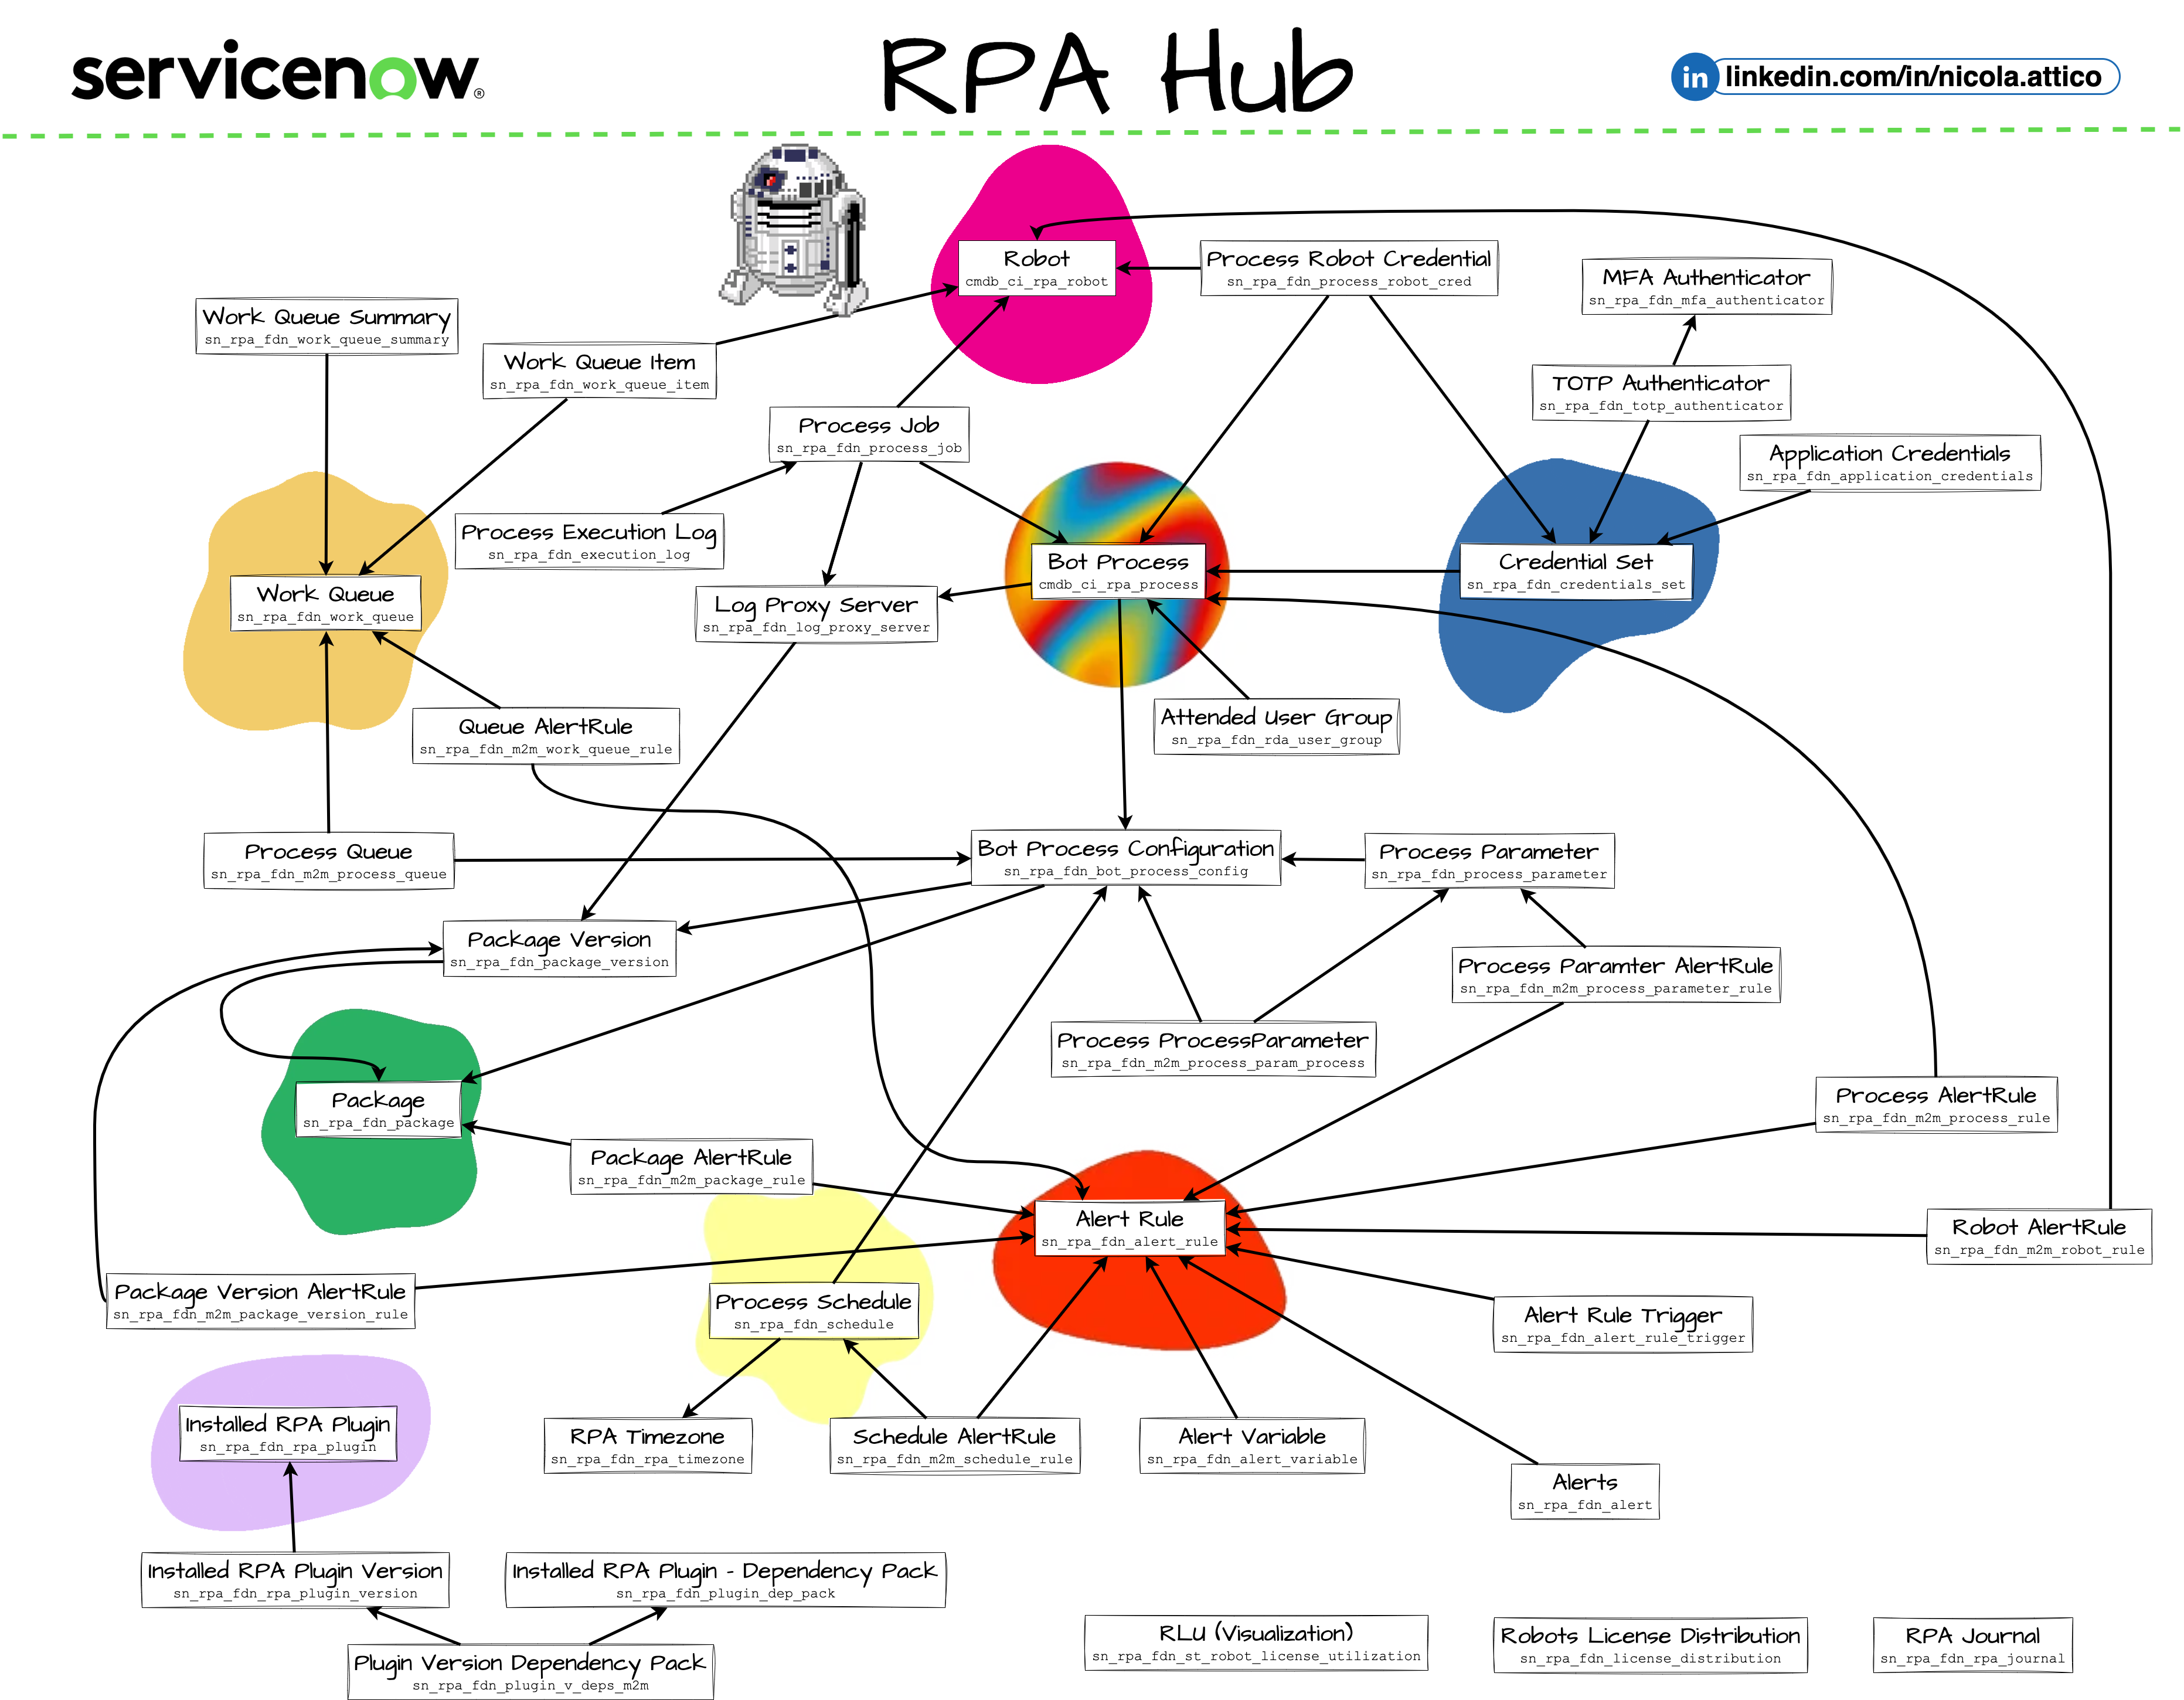 servicenow®
RPA Hub
in linkedin.com/in/nicola.attico
Robot
cmdb_ci_rpa_robot
Process Robot Credential
sn_rpa_fdn_process_robot_cred
MFA Authenticator
sn_rpa_fdn_mfa_authenticator
Work Queue Summary
sn_rpa_fdn_work_queue_summary
Work Queue Item
sn_rpa_fdn_work_queue_item
TOTP Authenticator
sn_rpa_fdn_totp_authenticator
Process Job
sn_rpa_fdn_process_job
Application Credentials
sn_rpa_fdn_application_credentials
Process Execution Log
sn_rpa_fdn_execution_log
Bot Process
cmdb_ci_rpa_process
Credential Set
sn_rpa_fdn_credentials_set
Work Queue
sn_rpa_fdn_work_queue
Log Proxy Server
sn_rpa_fdn_log_proxy_server
Attended User Group
sn_rpa_fdn_rda_user_group
Queue AlertRule
sn_rpa_fdn_m2m_work_queue_rule
Process Queue
sn_rpa_fdn_m2m_process_queue
Bot Process Configuration
sn_rpa_fdn_bot_process_config
Process Parameter
sn_rpa_fdn_process_parameter
Package Version
sn_rpa_fdn_package_version
Process Paramter AlertRule
sn_rpa_fdn_m2m_process_parameter_rule
Process ProcessParameter
sn_rpa_fdn_m2m_process_param_process
Package
sn_rpa_fdn_package
Process AlertRule
sn_rpa_fdn_m2m_process_rule
Package AlertRule
sn_rpa_fdn_m2m_package_rule
Alert Rule
sn_rpa_fdn_alert_rule
Robot AlertRule
sn_rpa_fdn_m2m_robot_rule
Package Version AlertRule
sn_rpa_fdn_m2m_package_version_rule
Process Schedule
sn_rpa_fdn_schedule
Alert Rule Trigger
sn_rpa_fdn_alert_rule_trigger
Installed RPA Plugin
sn_rpa_fdn_rpa_plugin
RPA Timezone
sn_rpa_fdn_rpa_timezone
Schedule AlertRule
sn_rpa_fdn_m2m_schedule_rule
Alert Variable
sn_rpa_fdn_alert_variable
Alerts
sn_rpa_fdn_alert
Installed RPA Plugin Version
sn_rpa_fdn_rpa_plugin_version
Installed RPA Plugin - Dependency Pack
sn_rpa_fdn_plugin_dep_pack
RLU (Visualization)
sn_rpa_fdn_st_robot_license_utilization
Robots License Distribution
sn_rpa_fdn_license_distribution
RPA Journal
sn_rpa_fdn_rpa_journal
Plugin Version Dependency Pack
sn_rpa_fdn_plugin_v_deps_m2m